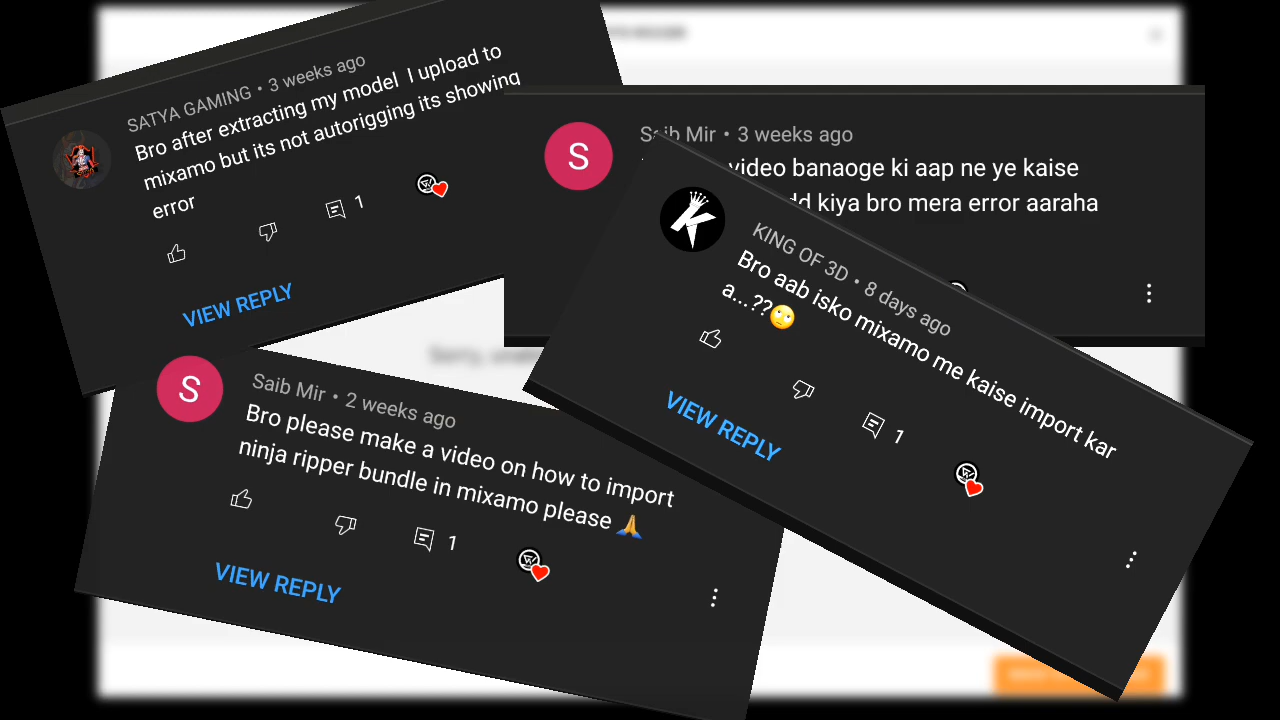 SATYA GAMING • 3 weeks ago
Bro after extracting my model I upload to
mixamo but its not autorigging its showing
error
1
VIEW REPLY
S
Saib Mir • 3 weeks ago
video banaoge ki aap ne ye kaise
kiya bro mera error aaraha
K
KING OF 3D • 8 days ago
Bro aab isko mixamo me kaise import kar
a...??🙄
1
VIEW REPLY
S
Saib Mir • 2 weeks ago
Bro please make a video on how to import
ninja ripper bundle in mixamo please 🙏
1
VIEW REPLY
Sorry,